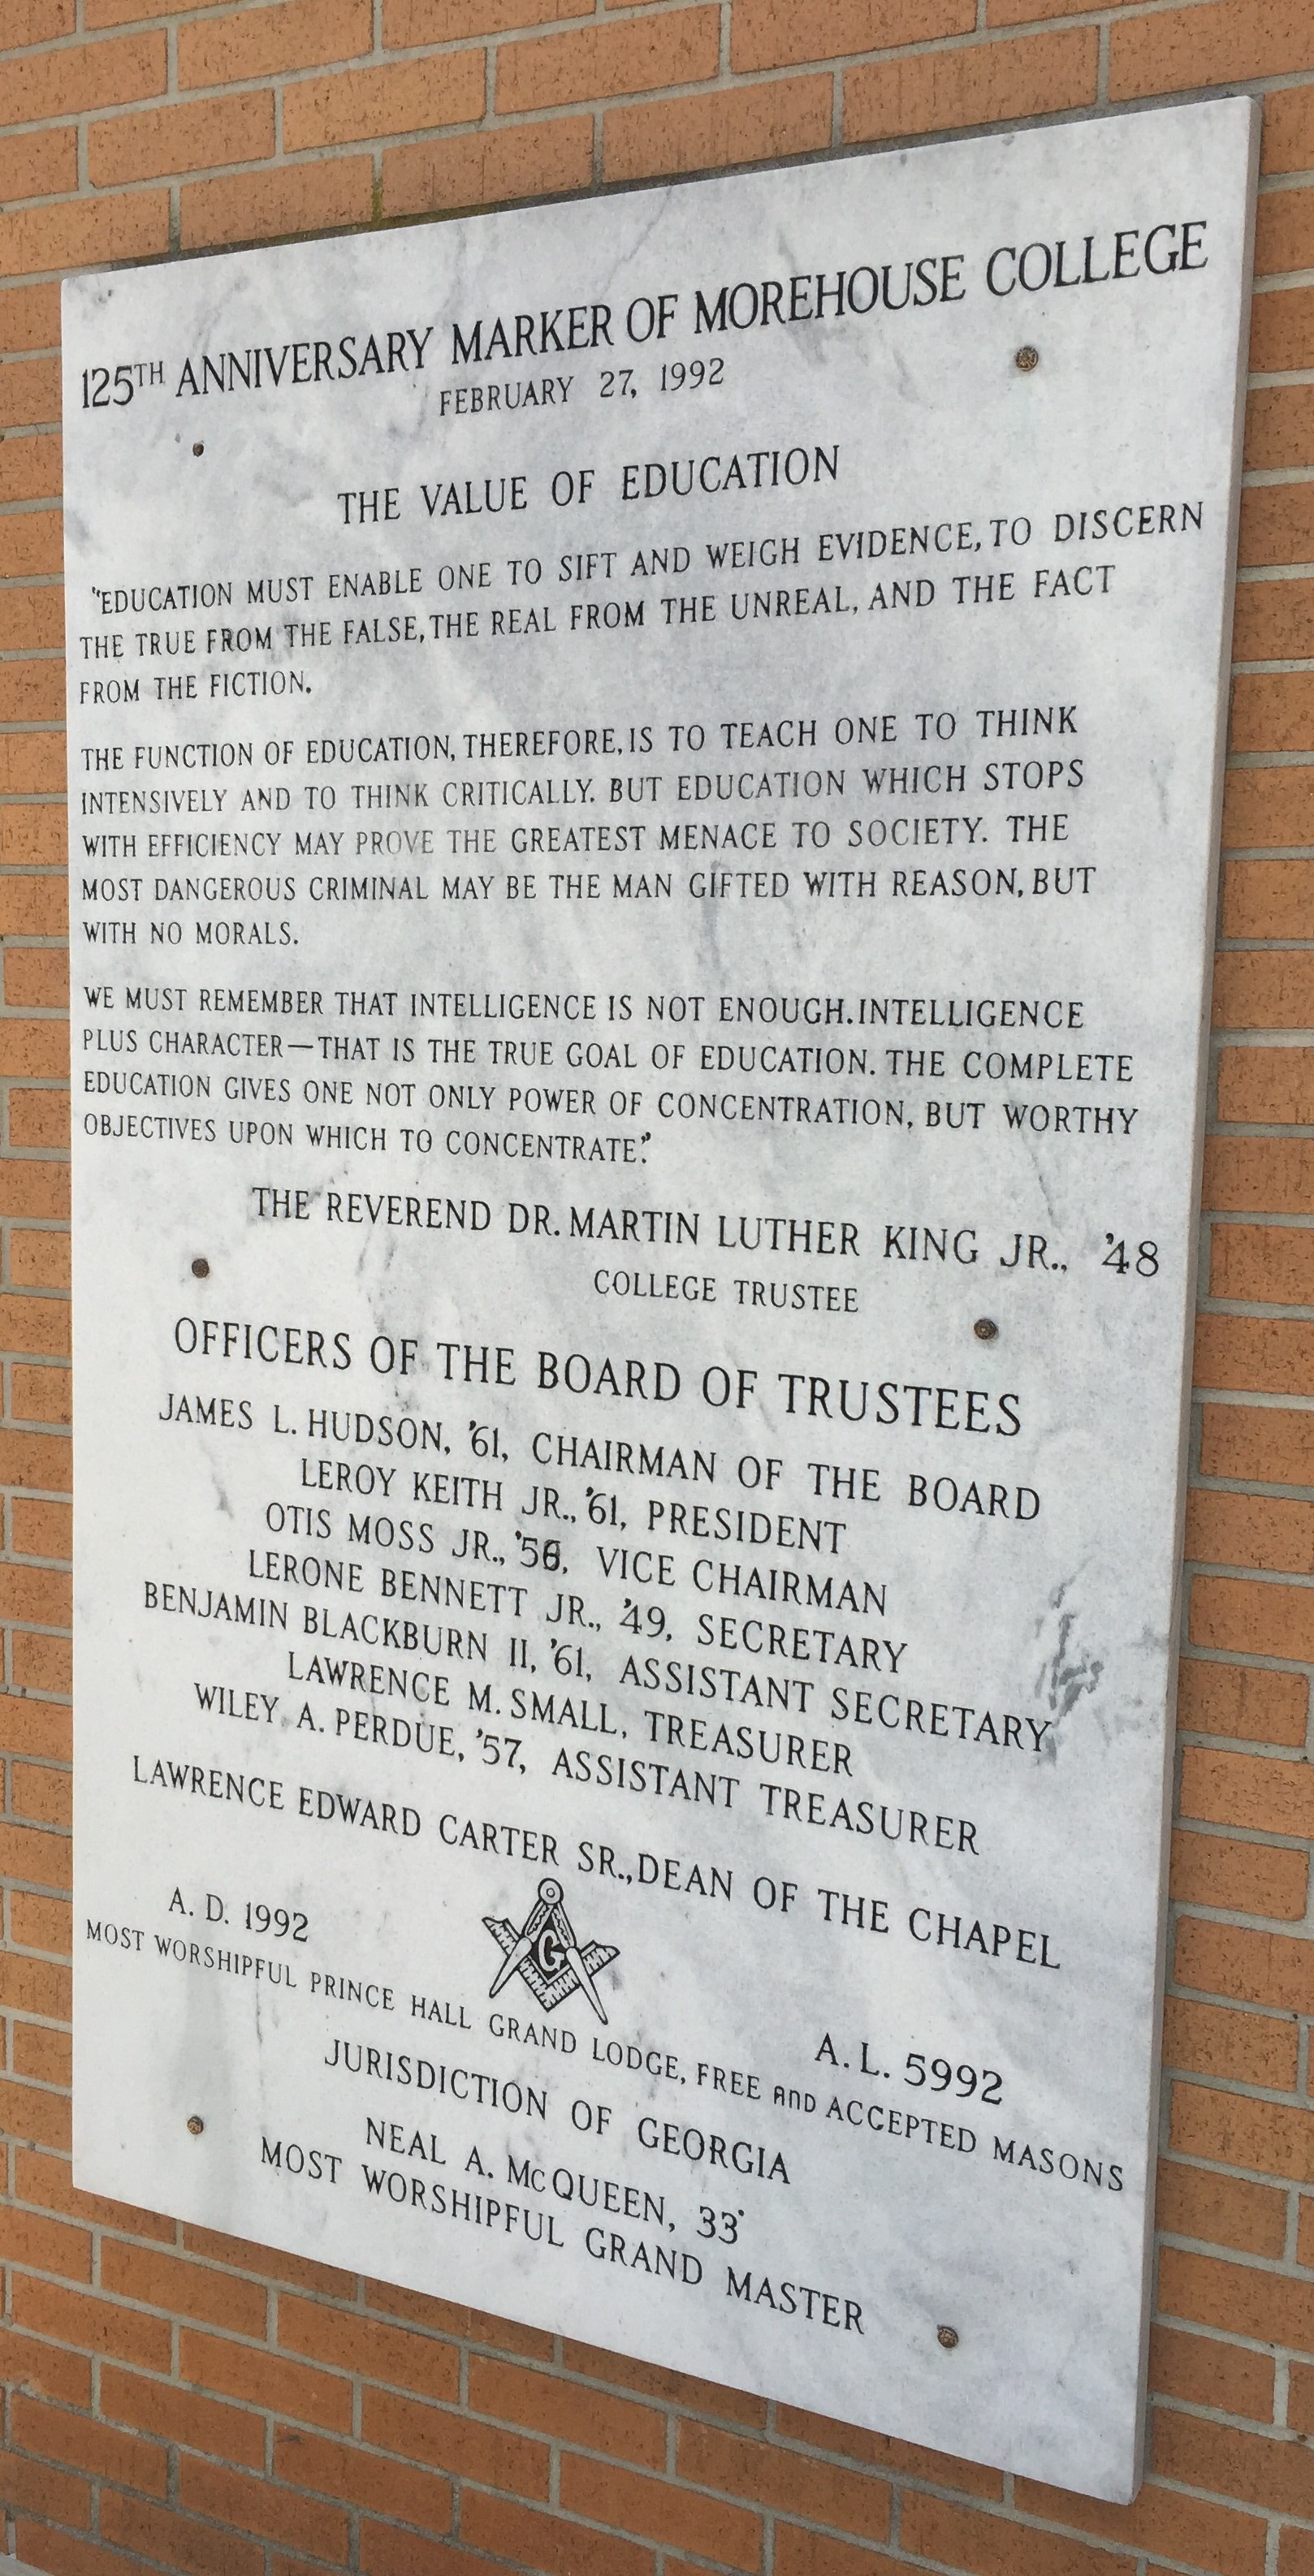 125TH ANNIVERSARY MARKER OF MOREHOUSE COLLEGE
FEBRUARY 27, 1992
THE VALUE OF EDUCATION
"EDUCATION MUST ENABLE ONE TO SIFT AND WEIGH EVIDENCE, TO DISCERN
THE TRUE FROM THE FALSE, THE REAL FROM THE UNREAL, AND THE FACT
FROM THE FICTION.
THE FUNCTION OF EDUCATION, THEREFORE, IS TO TEACH ONE TO THINK
INTENSIVELY AND TO THINK CRITICALLY. BUT EDUCATION WHICH STOPS
WITH EFFICIENCY MAY PROVE THE GREATEST MENACE TO SOCIETY. THE
MOST DANGEROUS CRIMINAL MAY BE THE MAN GIFTED WITH REASON, BUT
WITH NO MORALS.
WE MUST REMEMBER THAT INTELLIGENCE IS NOT ENOUGH. INTELLIGENCE
PLUS CHARACTER—THAT IS THE TRUE GOAL OF EDUCATION. THE COMPLETE
EDUCATION GIVES ONE NOT ONLY POWER OF CONCENTRATION, BUT WORTHY
OBJECTIVES UPON WHICH TO CONCENTRATE."
THE REVEREND DR. MARTIN LUTHER KING JR., '48
COLLEGE TRUSTEE
OFFICERS OF THE BOARD OF TRUSTEES
JAMES L. HUDSON, '61, CHAIRMAN OF THE BOARD
LEROY KEITH JR., '61, PRESIDENT
OTIS MOSS JR., '56, VICE CHAIRMAN
LERONE BENNETT JR., '49, SECRETARY
BENJAMIN BLACKBURN II, '61, ASSISTANT SECRETARY
LAWRENCE M. SMALL, TREASURER
WILEY A. PERDUE, '57, ASSISTANT TREASURER
LAWRENCE EDWARD CARTER SR., DEAN OF THE CHAPEL
A. D. 1992
G
A. L. 5992
MOST WORSHIPFUL PRINCE HALL GRAND LODGE, FREE AND ACCEPTED MASONS
JURISDICTION OF GEORGIA
NEAL A. McQUEEN, 33°
MOST WORSHIPFUL GRAND MASTER